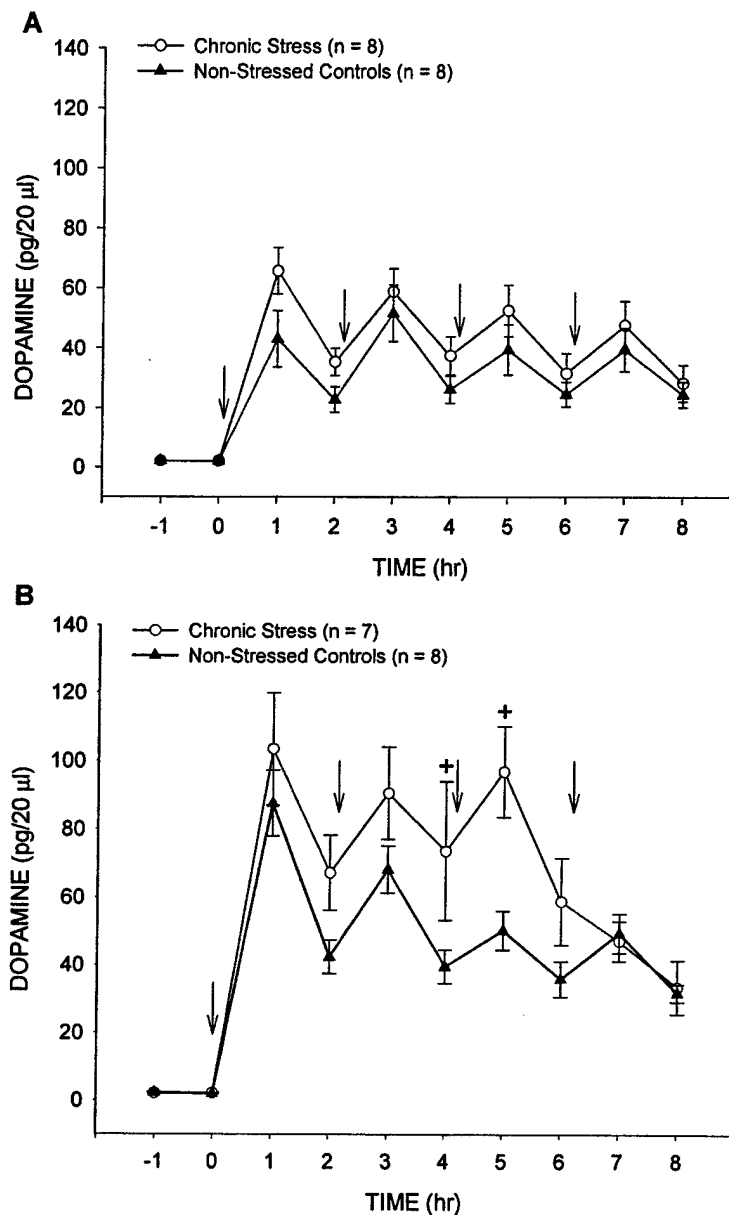 A
Chronic Stress (n = 8)
Non-Stressed Controls (n = 8)
140
120
100
80
60
40
20
0
DOPAMINE (pg/20 µl)
-1 0 1 2 3 4 5 6 7 8
TIME (hr)
B
Chronic Stress (n = 7)
Non-Stressed Controls (n = 8)
140
120
100
80
60
40
20
0
DOPAMINE (pg/20 µl)
+
+
-1 0 1 2 3 4 5 6 7 8
TIME (hr)